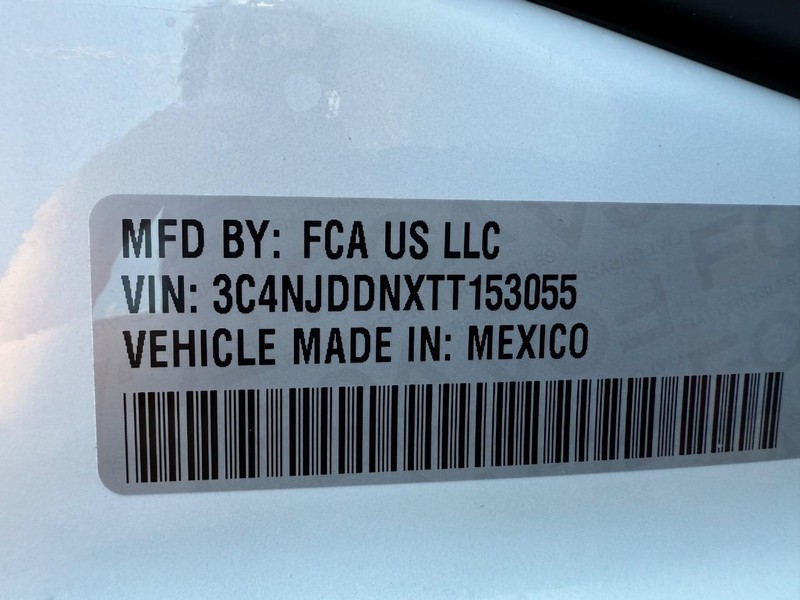 MFD BY: FCA US LLC
VIN: 3C4NJDDNXTT153055
VEHICLE MADE IN: MEXICO